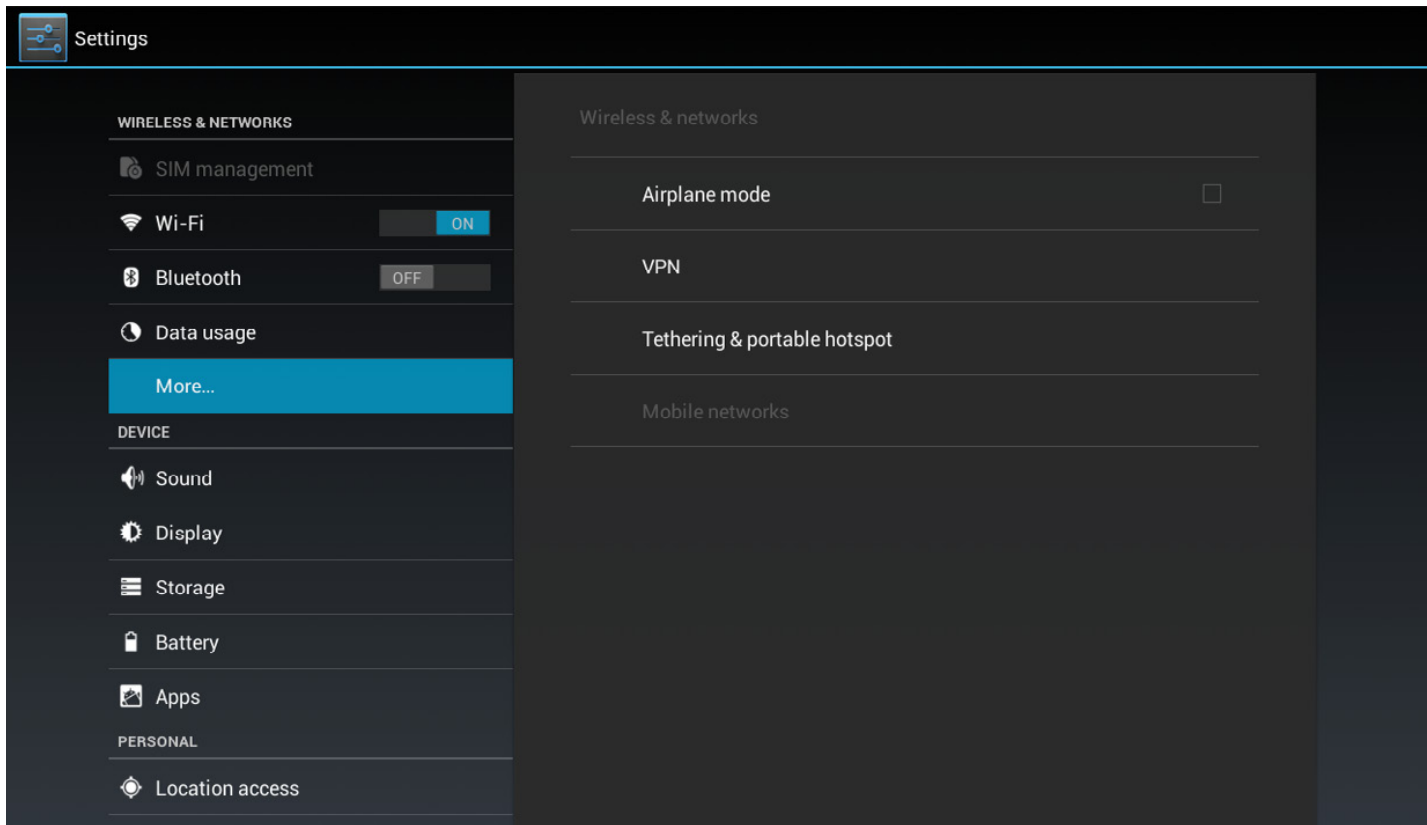 Settings
WIRELESS & NETWORKS
SIM management
Wi-Fi ON
Bluetooth OFF
Data usage
More...
DEVICE
Sound
Display
Storage
Battery
Apps
PERSONAL
Location access
Wireless & networks
Airplane mode
VPN
Tethering & portable hotspot
Mobile networks